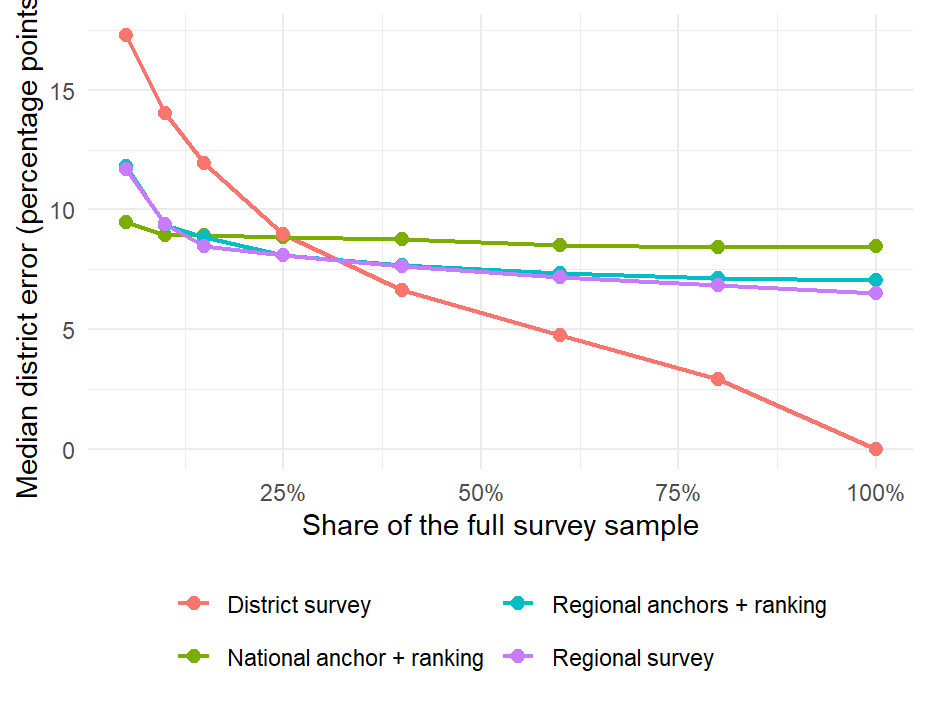 Median district error (percentage points
15
10
5
0
25% 50% 75% 100%
Share of the full survey sample
District survey
Regional anchors + ranking
National anchor + ranking
Regional survey